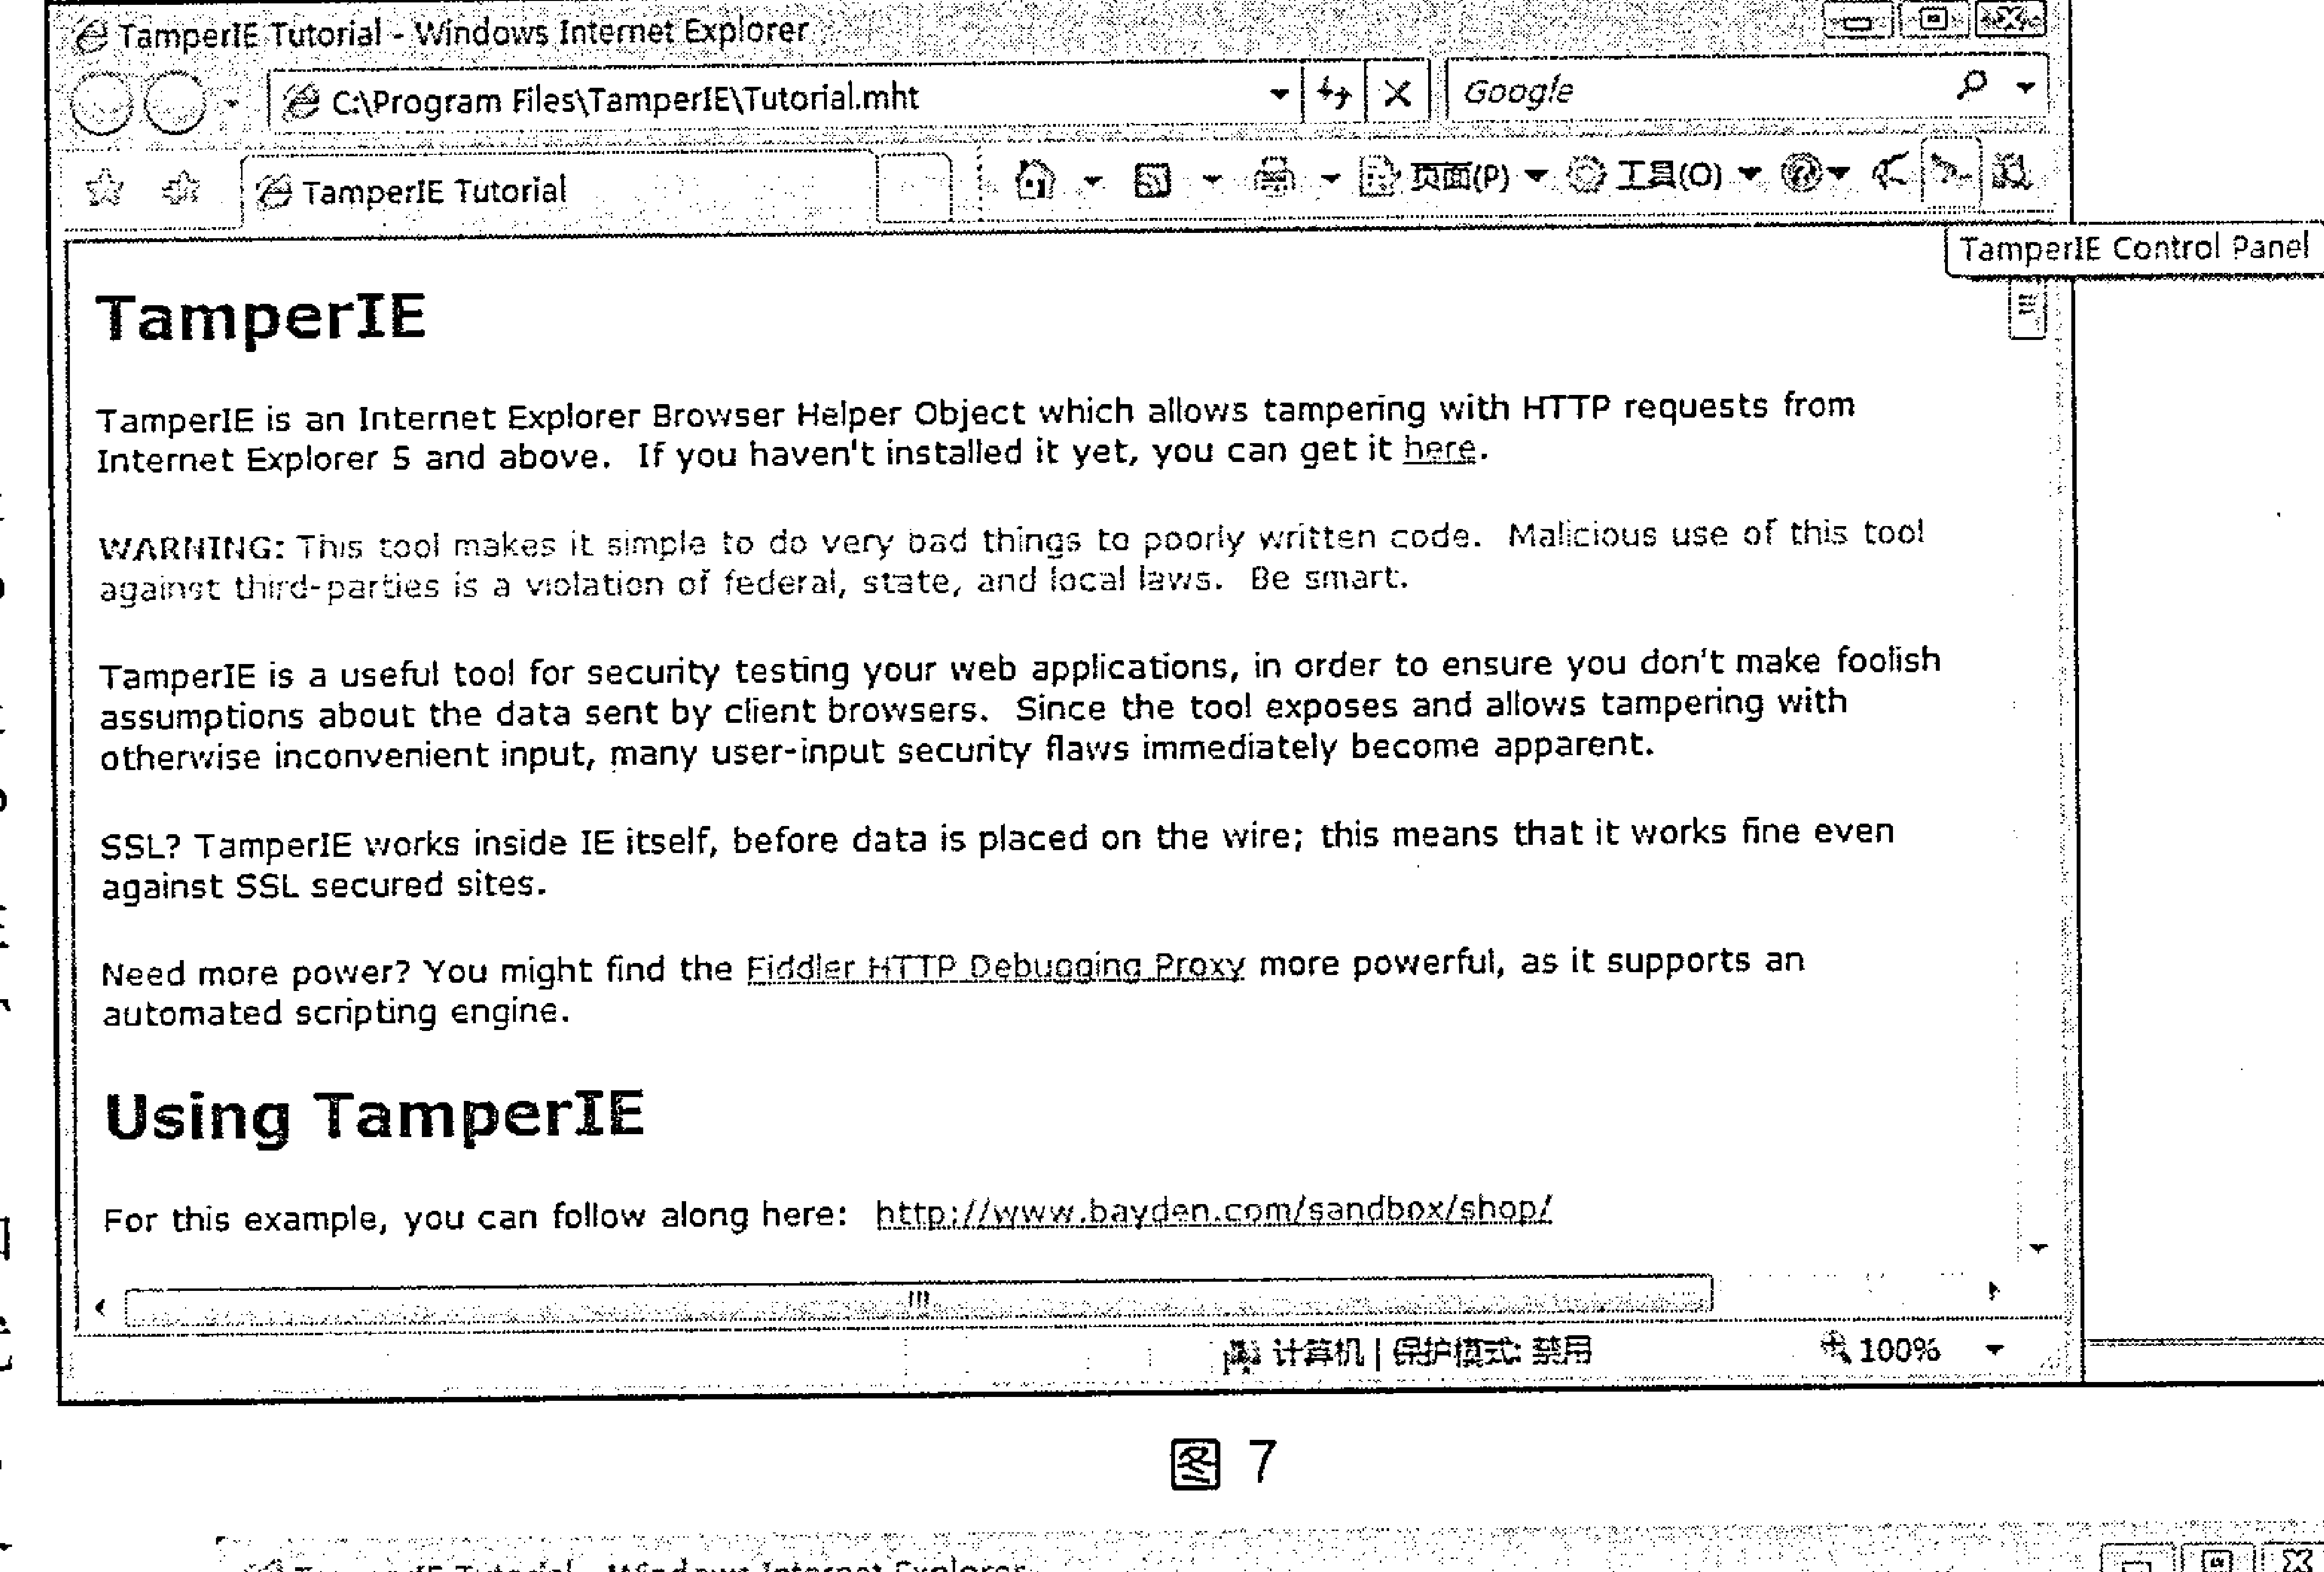 TamperIE Tutorial - Windows Internet Explorer
C:\Program Files\TamperIE\Tutorial.mht
Google
TamperIE Tutorial
页面(P)
工具(O)
TamperIE Control Panel
TamperIE
TamperIE is an Internet Explorer Browser Helper Object which allows tampering with HTTP requests from
Internet Explorer 5 and above. If you haven't installed it yet, you can get it here.
WARNING: This tool makes it simple to do very bad things to poorly written code. Malicious use of this tool
against third-parties is a violation of federal, state, and local laws. Be smart.
TamperIE is a useful tool for security testing your web applications, in order to ensure you don't make foolish
assumptions about the data sent by client browsers. Since the tool exposes and allows tampering with
otherwise inconvenient input, many user-input security flaws immediately become apparent.
SSL? TamperIE works inside IE itself, before data is placed on the wire; this means that it works fine even
against SSL secured sites.
Need more power? You might find the Fiddler HTTP Debugging Proxy more powerful, as it supports an
automated scripting engine.
Using TamperIE
For this example, you can follow along here: http://www.bayden.com/sandbox/shop/
计算机 | 保护模式: 禁用
100%
图 7
TamperIE Tutorial - Windows Internet Explorer